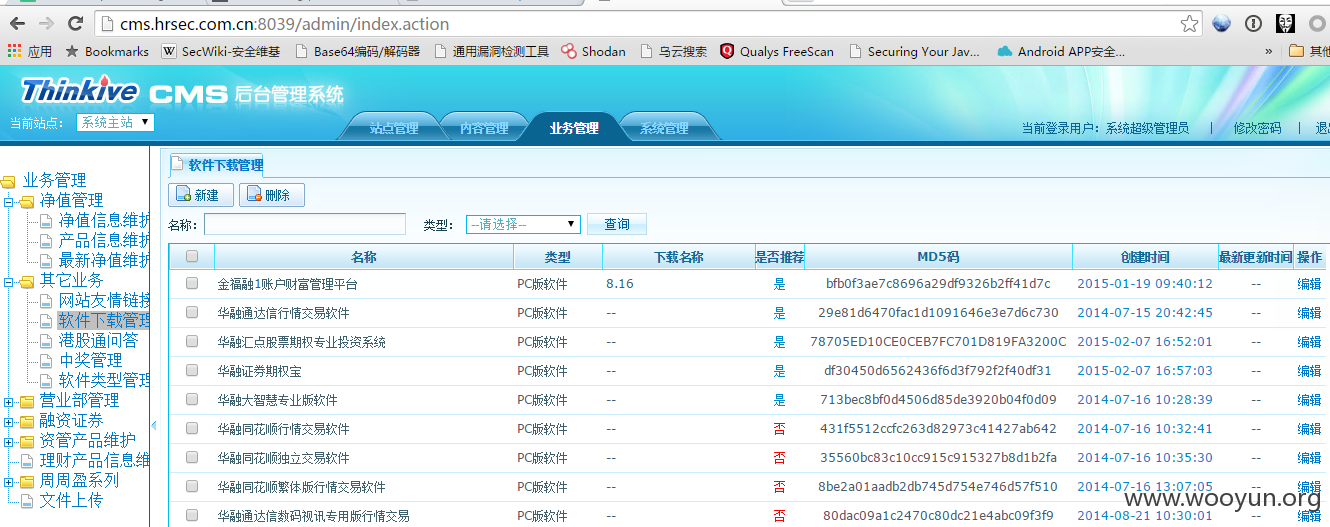 cms.hrsec.com.cn:8039/admin/index.action
应用 Bookmarks SecWiki-安全维基 Base64编码/解码器 通用漏洞检测工具 Shodan 乌云搜索 Qualys FreeScan Securing Your Jav... Android APP安全... » 其他
Thinkive CMS 后台管理系统
当前站点： 系统主站
站点管理 内容管理 业务管理 系统管理
当前登录用户：系统超级管理员 | 修改密码 | 退出
业务管理
净值管理
净值信息维护
产品信息维护
最新净值维护
其它业务
网站友情链接
软件下载管理
港股通问答
中奖管理
软件类型管理
营业部管理
融资证券
资管产品维护
理财产品信息维
周周盈系列
文件上传
软件下载管理
新建 删除
名称： 类型： --请选择-- 查询
名称 类型 下载名称 是否推荐 MD5码 创建时间 最新更新时间 操作
金福融1账户财富管理平台 PC版软件 8.16 是 bfb0f3ae7c8696a29df9326b2ff41d7c 2015-01-19 09:40:12 -- 编辑
华融通达信行情交易软件 PC版软件 -- 是 29e81d6470fac1d1091646e3e7d6c730 2014-07-15 20:42:45 -- 编辑
华融汇点股票期权专业投资系统 PC版软件 -- 是 78705ED10CE0CEB7FC701D819FA3200C 2015-02-07 16:52:01 -- 编辑
华融证券期权宝 PC版软件 -- 是 df30450d6562436f6d3f792f2f40df31 2015-02-07 16:57:03 -- 编辑
华融大智慧专业版软件 PC版软件 -- 是 713bec8bf0d4506d85de3920b04f0d09 2014-07-16 10:28:39 -- 编辑
华融同花顺行情交易软件 PC版软件 -- 否 431f5512ccfc263d82973c41427ab642 2014-07-16 10:32:41 -- 编辑
华融同花顺独立交易软件 PC版软件 -- 否 35560bc83c10cc915c915327b8d1b2fa 2014-07-16 10:35:30 -- 编辑
华融同花顺繁体版行情交易软件 PC版软件 -- 否 8be2a01aadb2db745d754e746d57f510 2014-07-16 13:07:05 -- 编辑
华融通达信数码视讯专用版行情交易 PC版软件 -- 否 80dac09a1c2470c80dc21e4abc09f3f9 2014-08-21 10:30:01 -- 编辑
www.wooyun.org